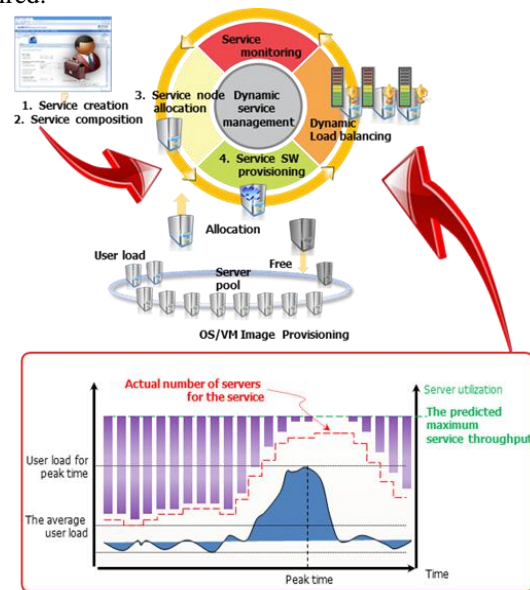 Service
monitoring
1. Service creation
2. Service composition
3. Service node
allocation
Dynamic
service
management
Dynamic
Load balancing
4. Service SW
provisioning
Allocation
User load
Server
pool
Free
OS/VM Image Provisioning
Actual number of servers
for the service
Server utilization
The predicted
maximum
service throughput
User load for
peak time
The average
user load
Peak time
Time